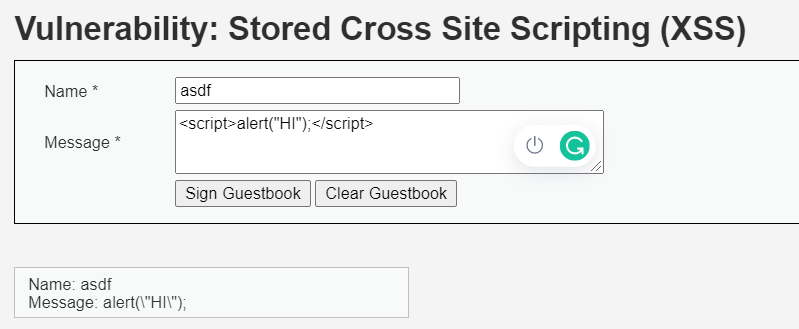 Vulnerability: Stored Cross Site Scripting (XSS)
Name *
asdf
Message *
<script>alert("HI");</script>
Sign Guestbook Clear Guestbook
Name: asdf
Message: alert(\"HI\");